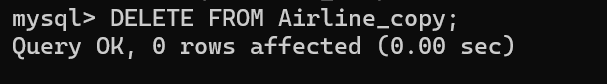 mysql> DELETE FROM Airline_copy;
Query OK, 0 rows affected (0.00 sec)